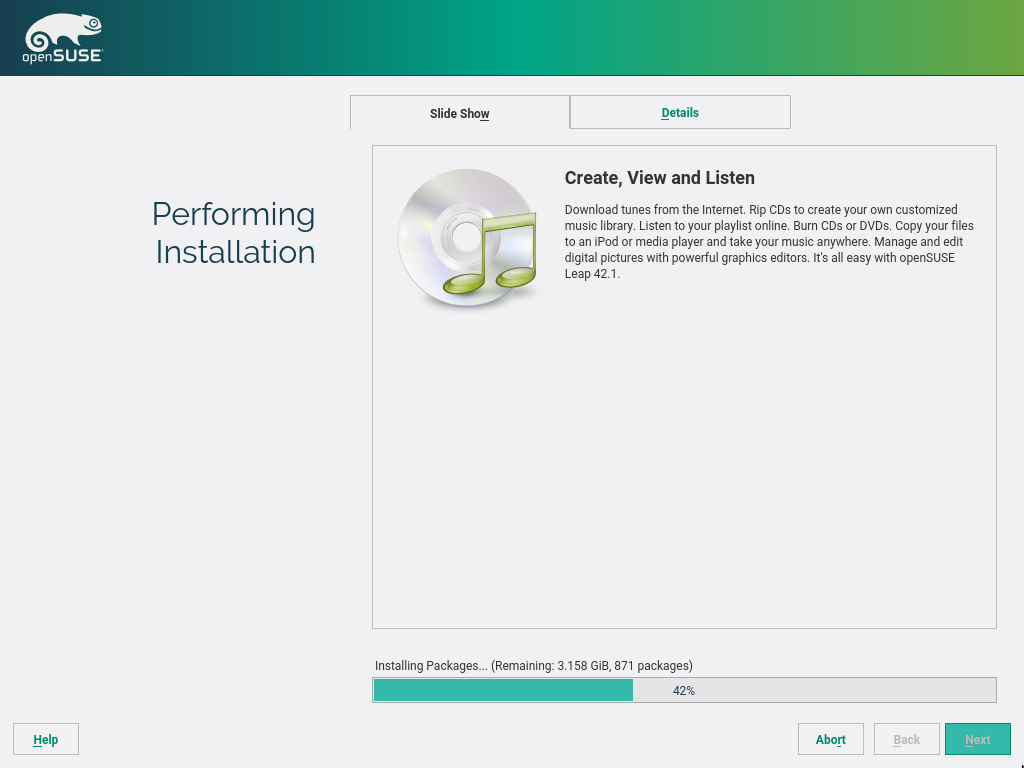 openSUSE
Slide Show
Details
Performing
Installation
Create, View and Listen
Download tunes from the Internet. Rip CDs to create your own customized
music library. Listen to your playlist online. Burn CDs or DVDs. Copy your files
to an iPod or media player and take your music anywhere. Manage and edit
digital pictures with powerful graphics editors. It's all easy with openSUSE
Leap 42.1.
Installing Packages... (Remaining: 3.158 GiB, 871 packages)
42%
Help
Abort
Back
Next